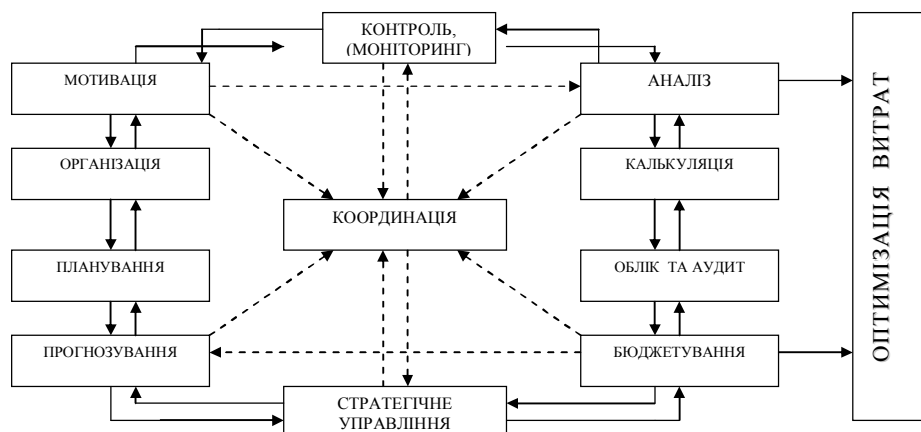 КОНТРОЛЬ,
(МОНІТОРИНГ)
МОТИВАЦІЯ
АНАЛІЗ
ОРГАНІЗАЦІЯ
КАЛЬКУЛЯЦІЯ
КООРДИНАЦІЯ
ПЛАНУВАННЯ
ОБЛІК ТА АУДИТ
ПРОГНОЗУВАННЯ
БЮДЖЕТУВАННЯ
СТРАТЕГІЧНЕ
УПРАВЛІННЯ
ОПТИМІЗАЦІЯ ВИТРАТ